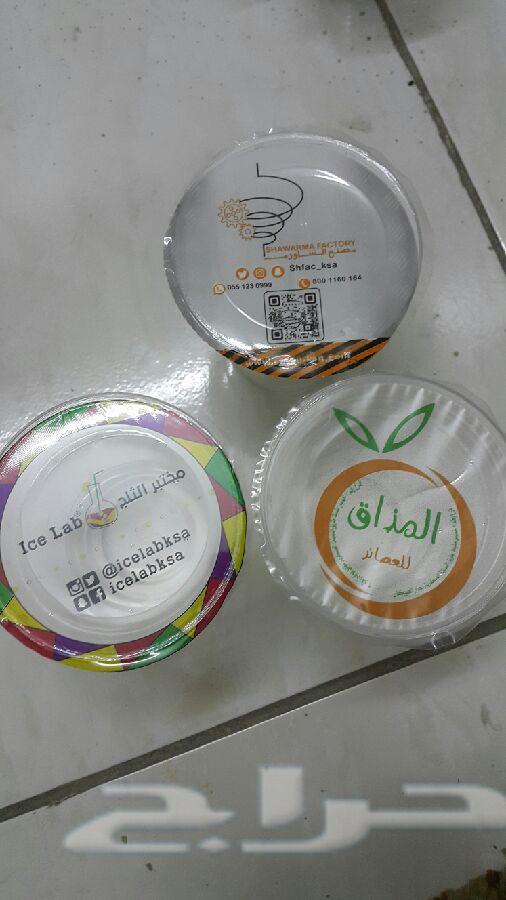 SHAWARMA FACTORY
مصنع الشاورما
Shfac_ksa
055 123 0999
800 1160 164
مختبر الثلج
Ice Lab
@icelabksa
icelabksa
المذاق
للعصائر
حراج